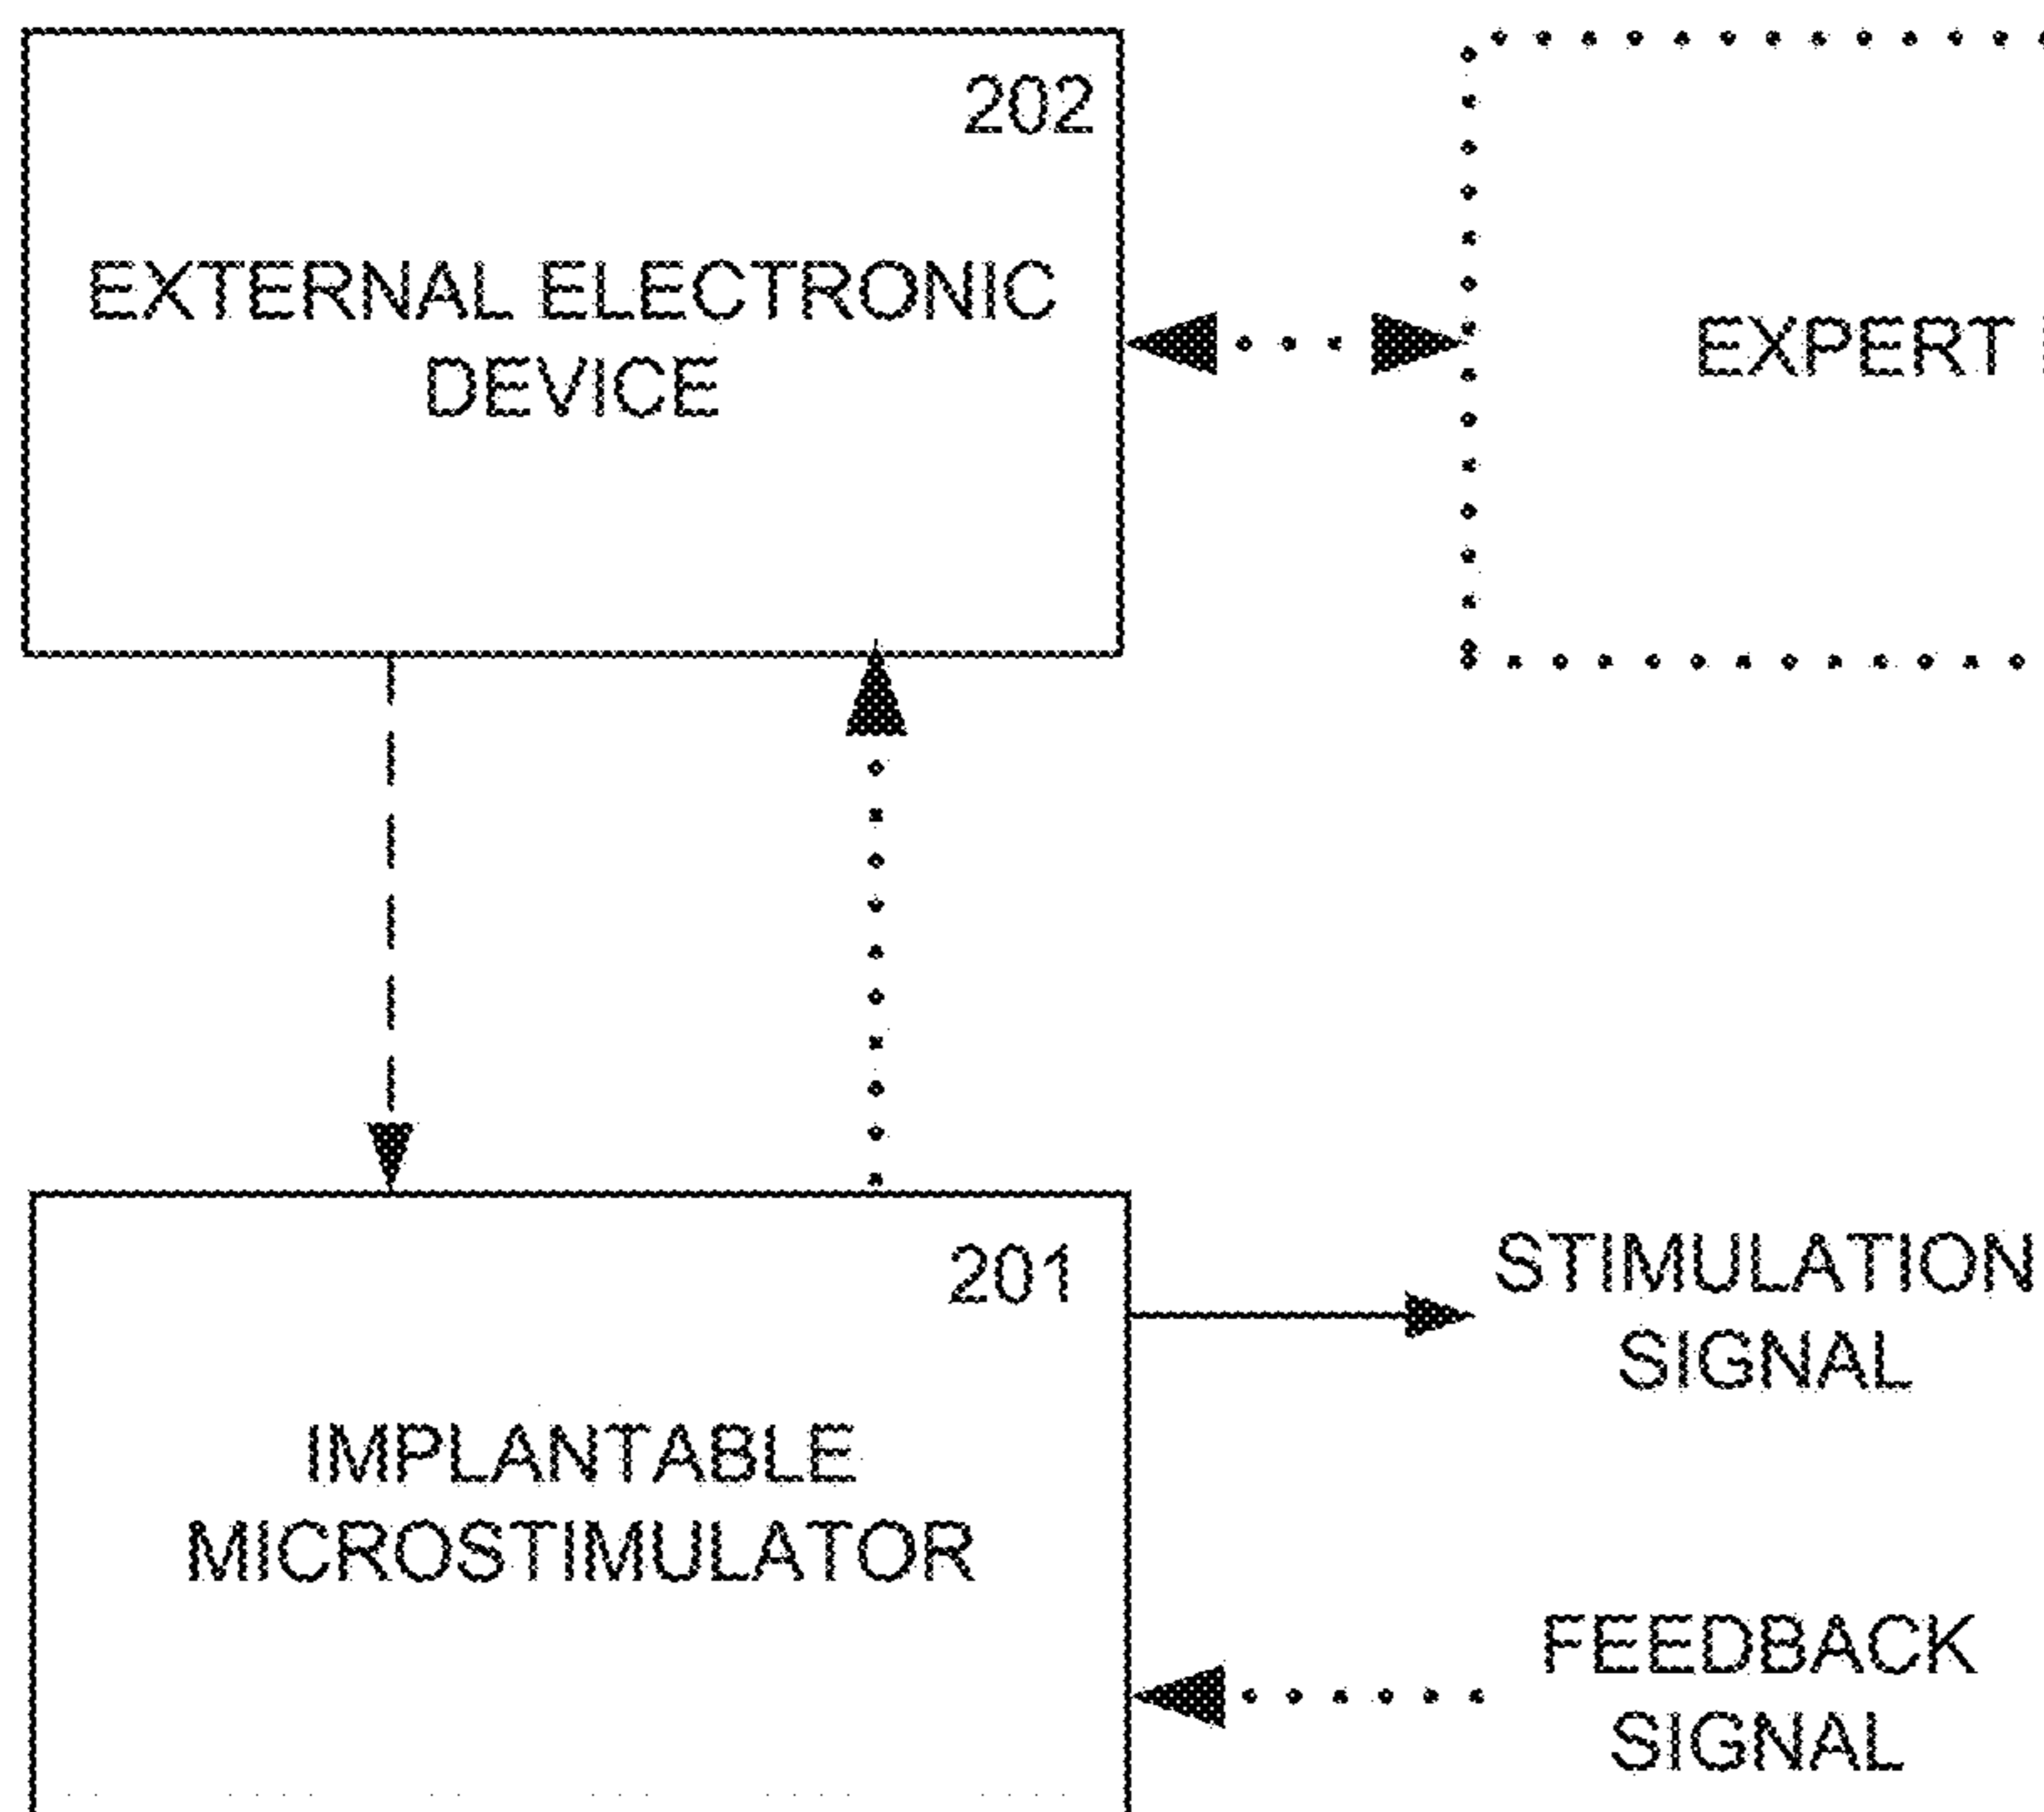 202
EXTERNAL ELECTRONIC
DEVICE
EXPERT
201
IMPLANTABLE
MICROSTIMULATOR
STIMULATION
SIGNAL
FEEDBACK
SIGNAL